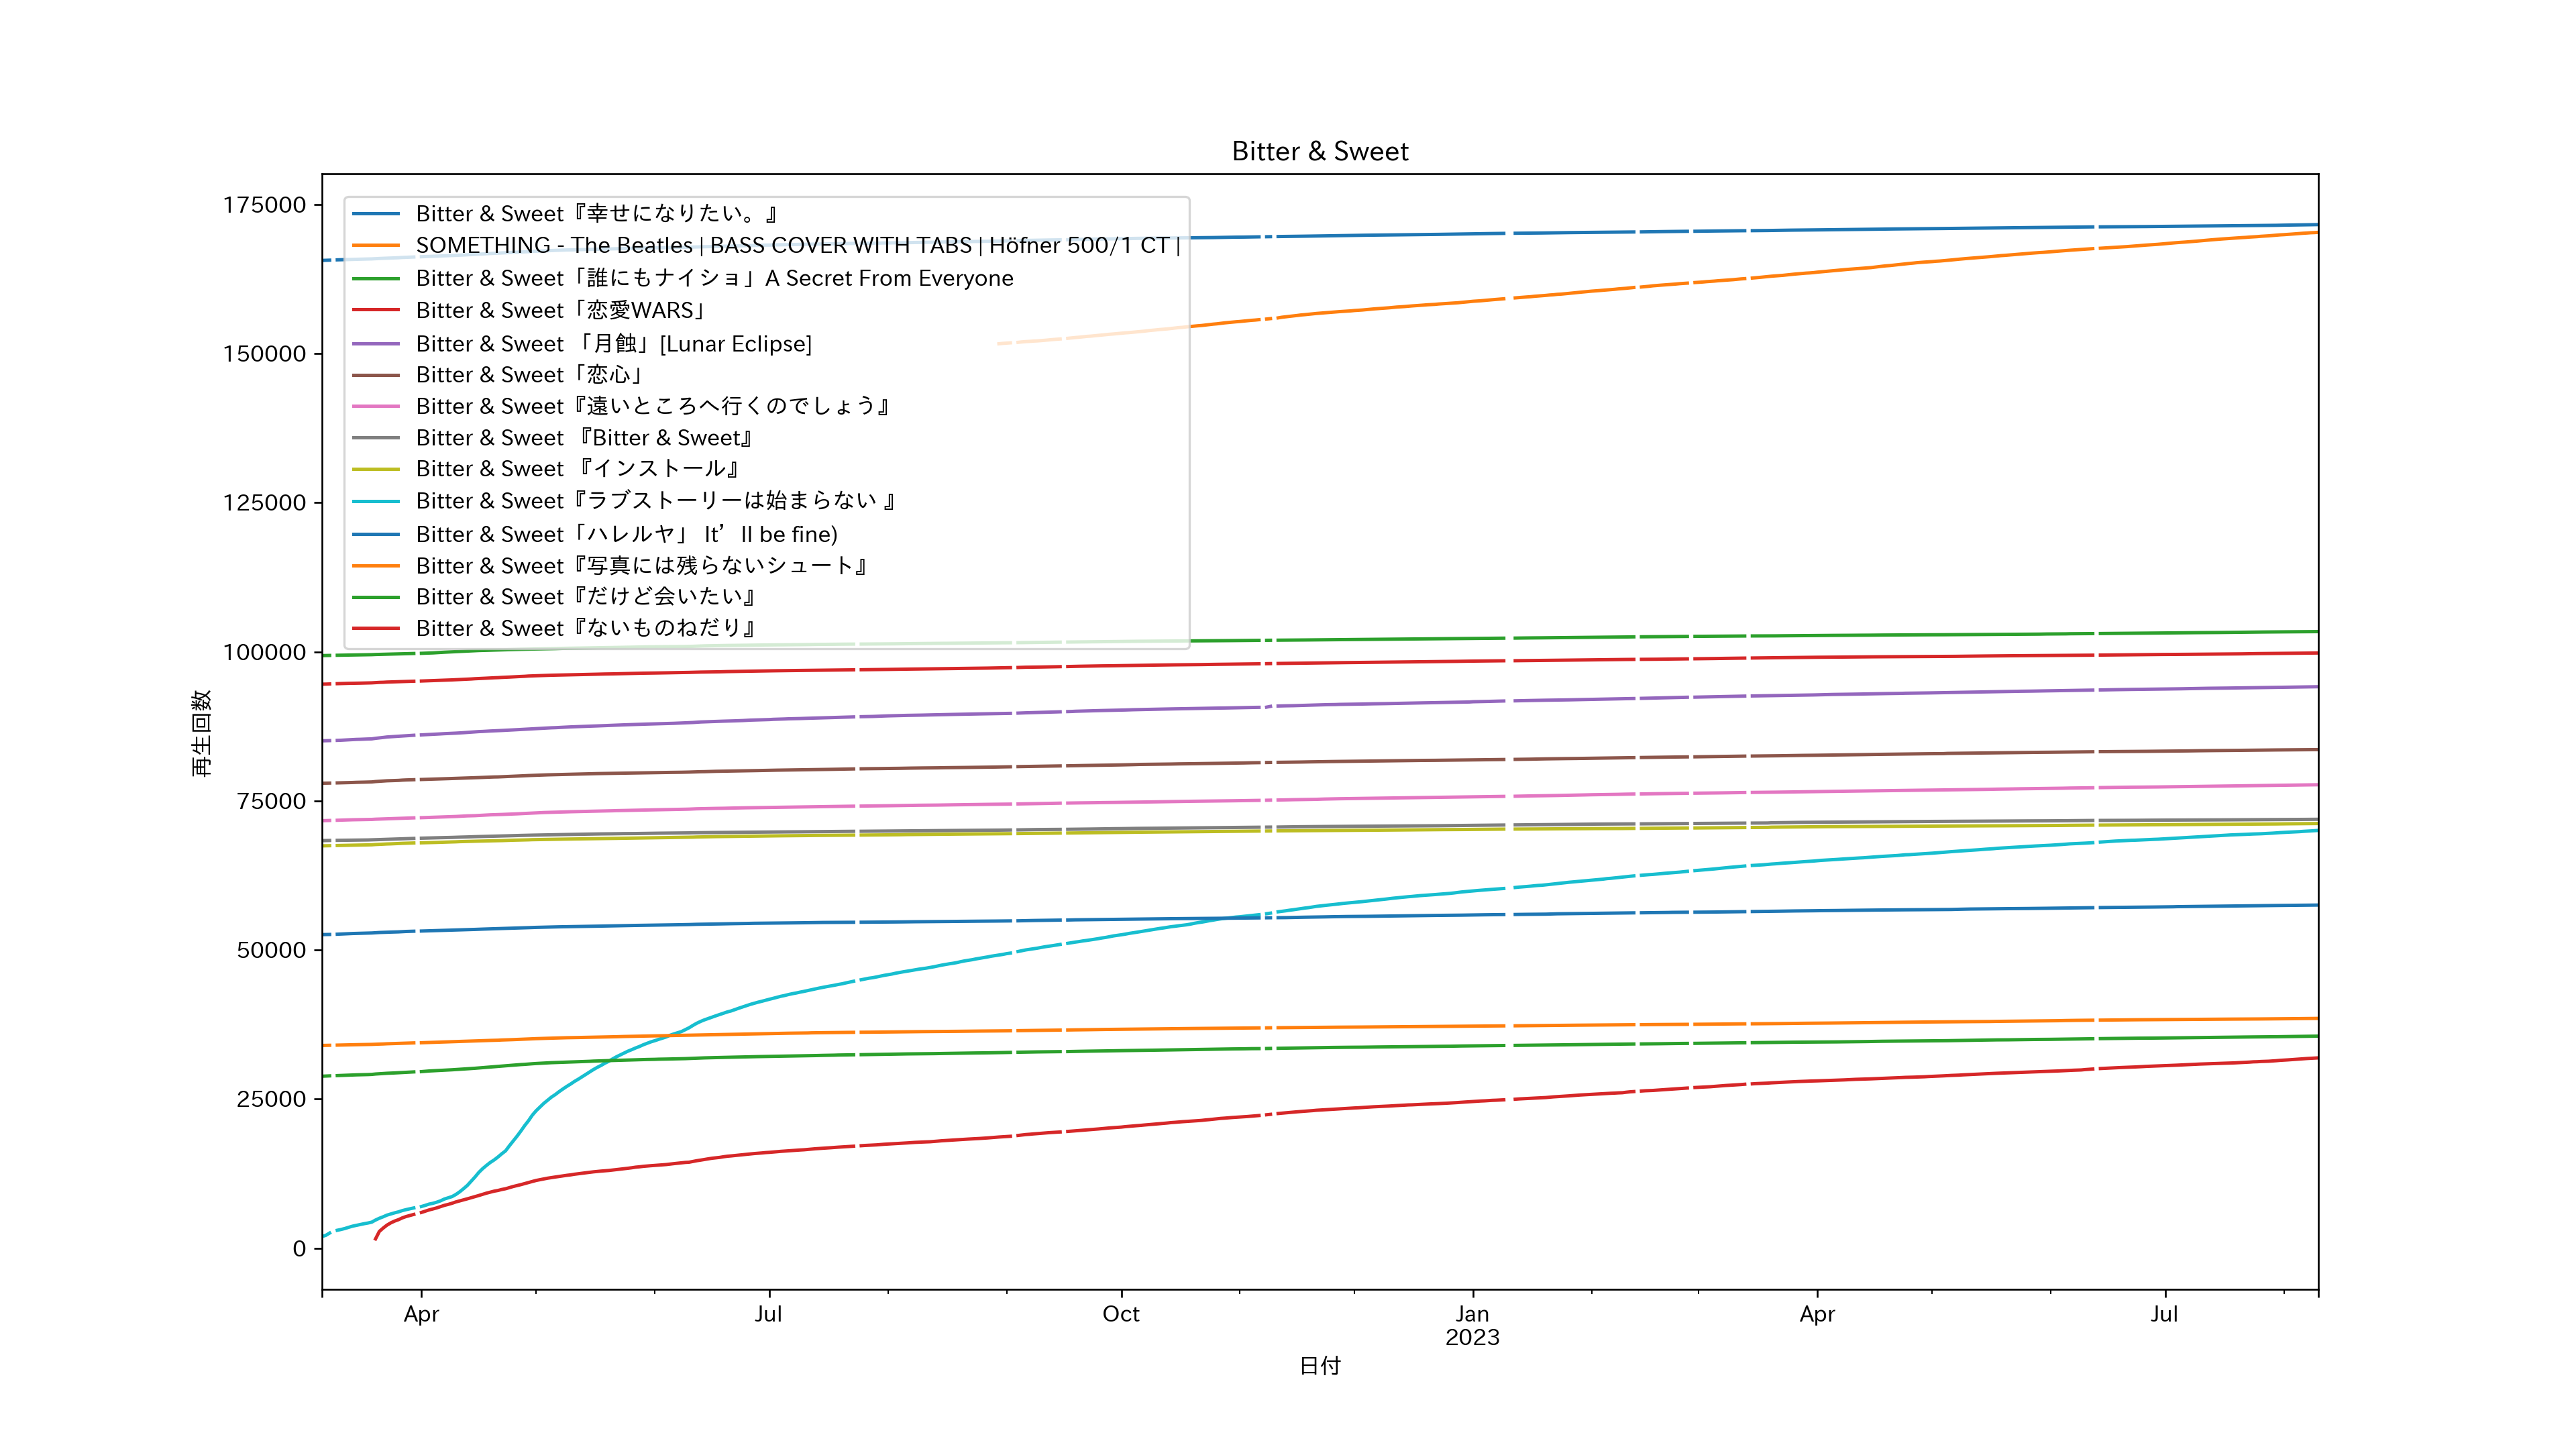 Bitter & Sweet
175000
150000
125000
100000
75000
50000
25000
0
再生回数
Bitter & Sweet『幸せになりたい。』
SOMETHING - The Beatles | BASS COVER WITH TABS | Höfner 500/1 CT |
Bitter & Sweet「誰にもナイショ」A Secret From Everyone
Bitter & Sweet「恋愛WARS」
Bitter & Sweet 「月蝕」[Lunar Eclipse]
Bitter & Sweet「恋心」
Bitter & Sweet『遠いところへ行くのでしょう』
Bitter & Sweet 『Bitter & Sweet』
Bitter & Sweet 『インストール』
Bitter & Sweet『ラブストーリーは始まらない 』
Bitter & Sweet「ハレルヤ」 It’ll be fine)
Bitter & Sweet『写真には残らないシュート』
Bitter & Sweet『だけど会いたい』
Bitter & Sweet『ないものねだり』
Apr Jul Oct Jan Apr Jul
2023
日付